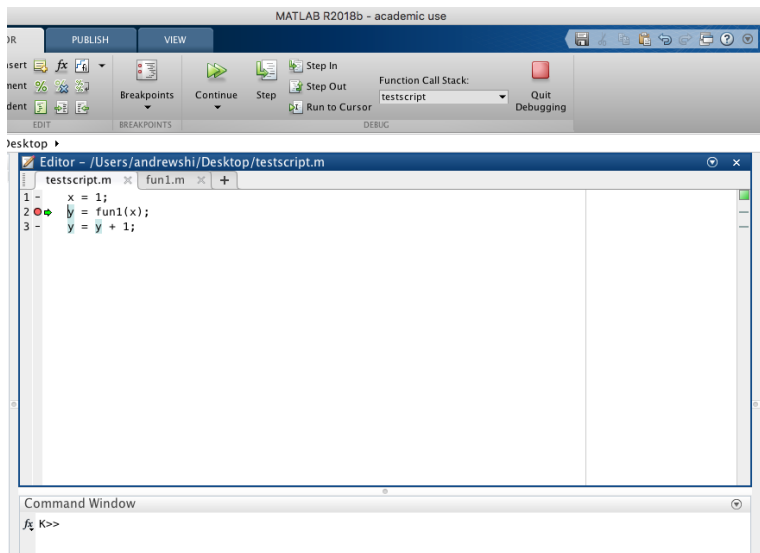 MATLAB R2018b - academic use
OR PUBLISH VIEW
nsert fx fi
ment %
dent
Breakpoints
Continue
Step
Step In
Step Out
Run to Cursor
Function Call Stack:
testscript
Quit
Debugging
EDIT BREAKPOINTS DEBUG
Desktop
Editor – /Users/andrewshi/Desktop/testscript.m
testscript.m fun1.m +
1 - x = 1;
2 y = fun1(x);
3 - y = y + 1;
Command Window
fx K>>